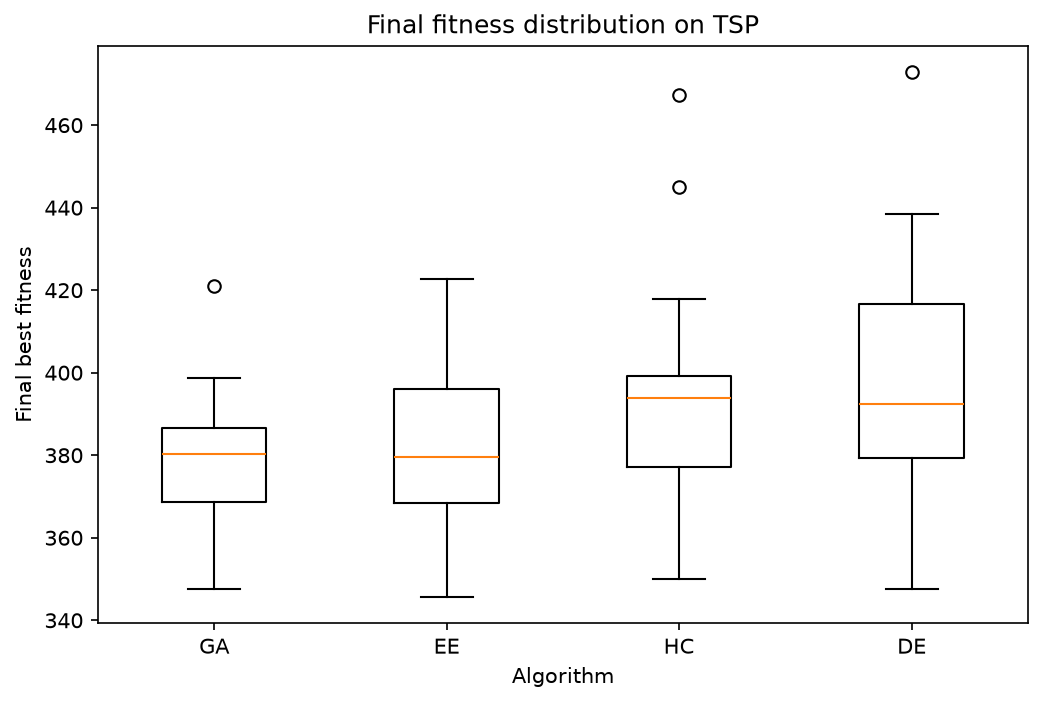 Final fitness distribution on TSP
Final best fitness
460
440
420
400
380
360
340
GA EE HC DE
Algorithm